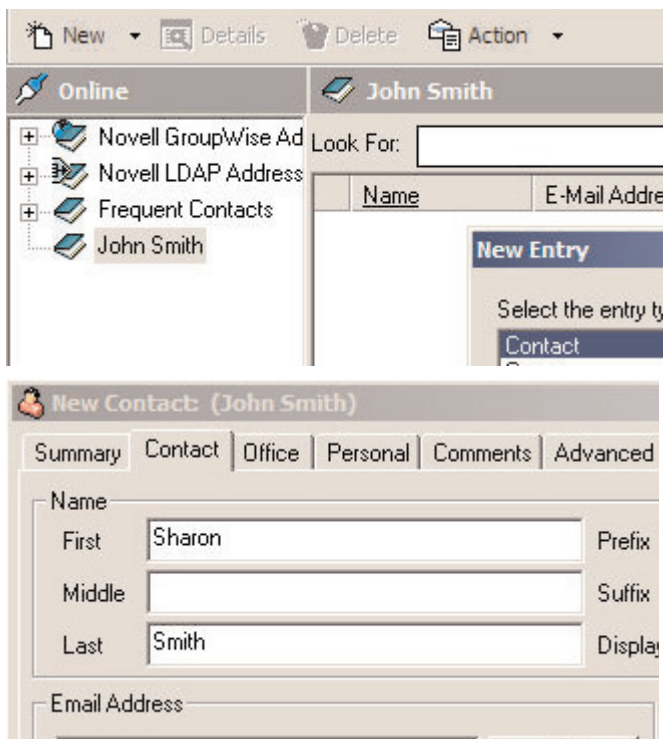 New Details Delete Action
Online John Smith
Novell GroupWise Ad Look For:
Novell LDAP Address
Name E-Mail Addre
Frequent Contacts
John Smith
New Entry
Select the entry ty
Contact
New Contact: (John Smith)
Summary Contact Office Personal Comments Advanced
Name
First Sharon Prefix
Middle Suffix
Last Smith Display
Email Address